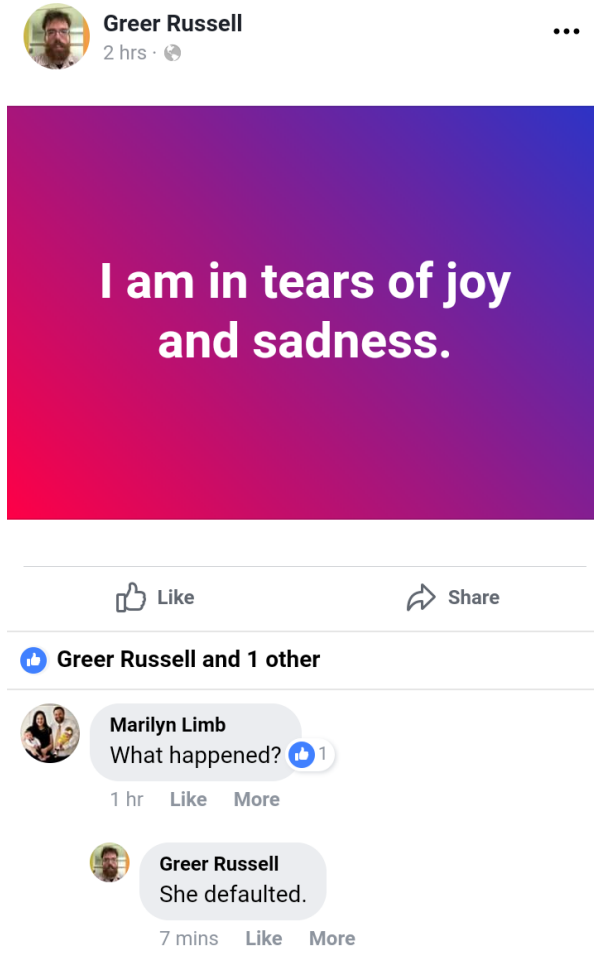 Greer Russell
2 hrs ·
I am in tears of joy
and sadness.
Like
Share
Greer Russell and 1 other
Marilyn Limb
What happened?
1
1 hr Like More
Greer Russell
She defaulted.
7 mins Like More